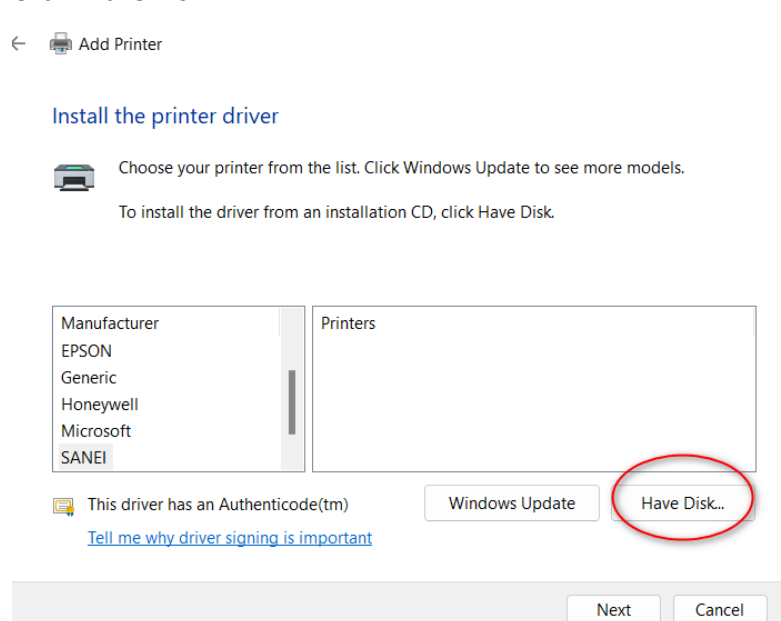 Add Printer
Install the printer driver
Choose your printer from the list. Click Windows Update to see more models.
To install the driver from an installation CD, click Have Disk.
Manufacturer
EPSON
Generic
Honeywell
Microsoft
SANEI
Printers
This driver has an Authenticode(tm)
Tell me why driver signing is important
Windows Update
Have Disk...
Next
Cancel